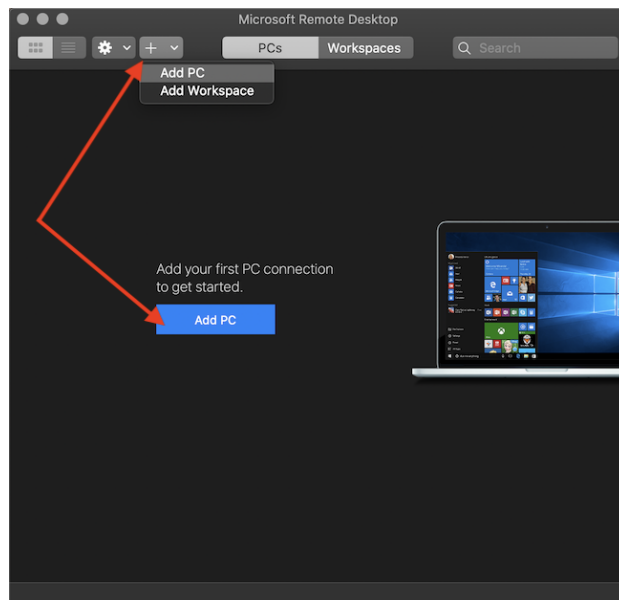 Microsoft Remote Desktop
PCs
Workspaces
Search
Add PC
Add Workspace
Add your first PC connection
to get started.
Add PC